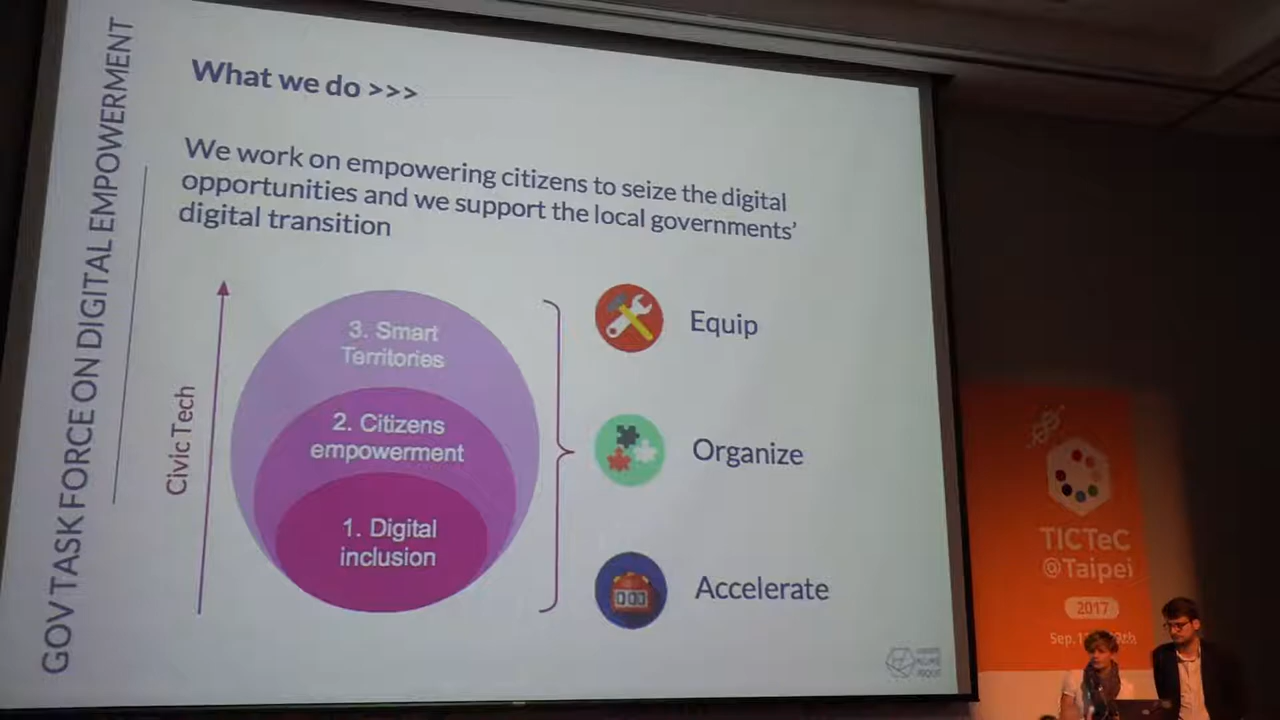 GOV TASK FORCE ON DIGITAL EMPOWERMENT
What we do >>>
We work on empowering citizens to seize the digital
opportunities and we support the local governments'
digital transition
Civic Tech
3. Smart
Territories
2. Citizens
empowerment
1. Digital
inclusion
Equip
Organize
Accelerate
TICTeC
@Taipei
2017
Sep.